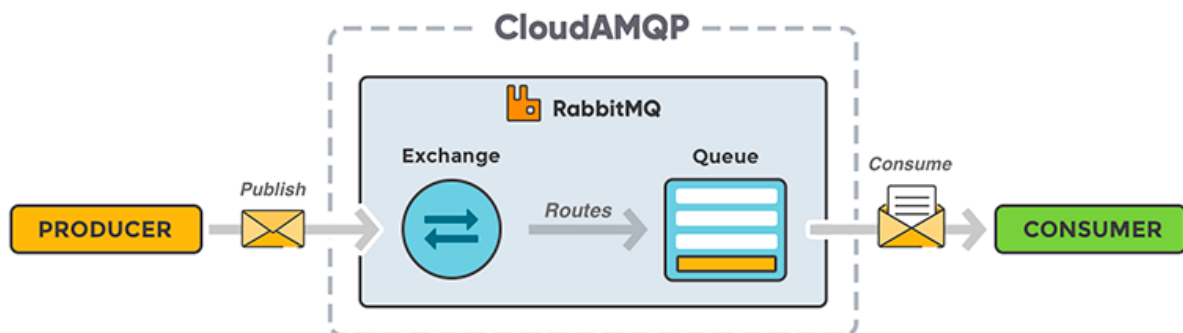 CloudAMQP
RabbitMQ
Exchange
Queue
Consume
Publish
Routes
PRODUCER
CONSUMER